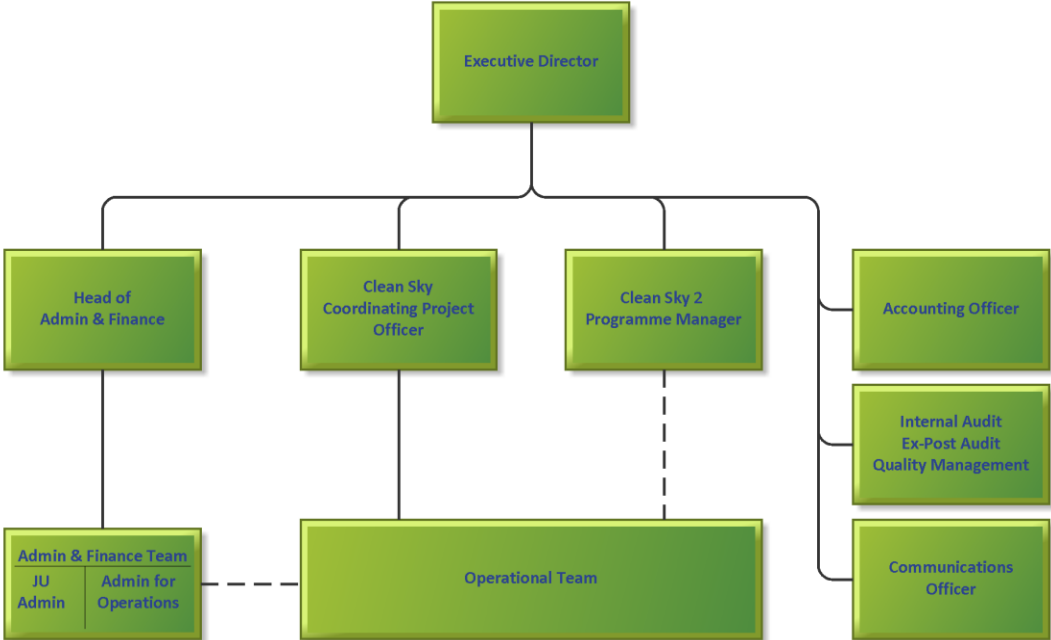 Executive Director
Head of
Admin & Finance
Clean Sky
Coordinating Project
Officer
Clean Sky 2
Programme Manager
Accounting Officer
Internal Audit
Ex-Post Audit
Quality Management
Admin & Finance Team
JU
Admin
Admin for
Operations
Operational Team
Communications
Officer